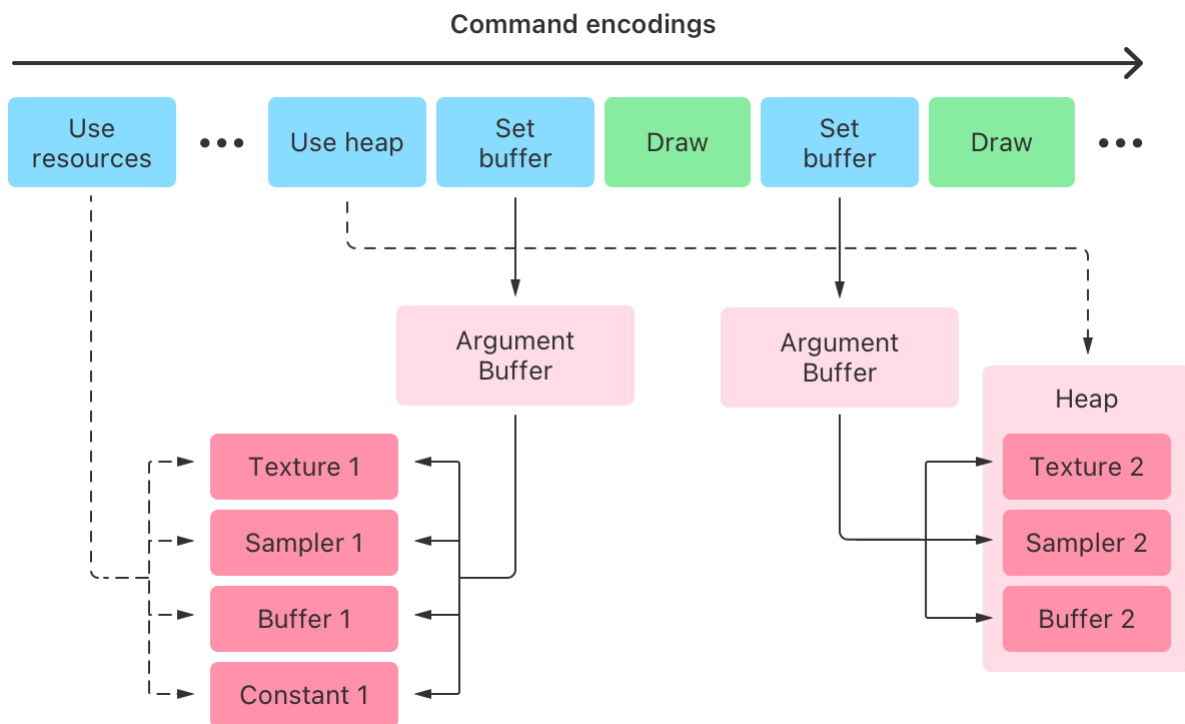 Command encodings
Use
resources
•••
Use heap
Set
buffer
Draw
Set
buffer
Draw
•••
Argument
Buffer
Argument
Buffer
Heap
Texture 1
Sampler 1
Buffer 1
Constant 1
Texture 2
Sampler 2
Buffer 2